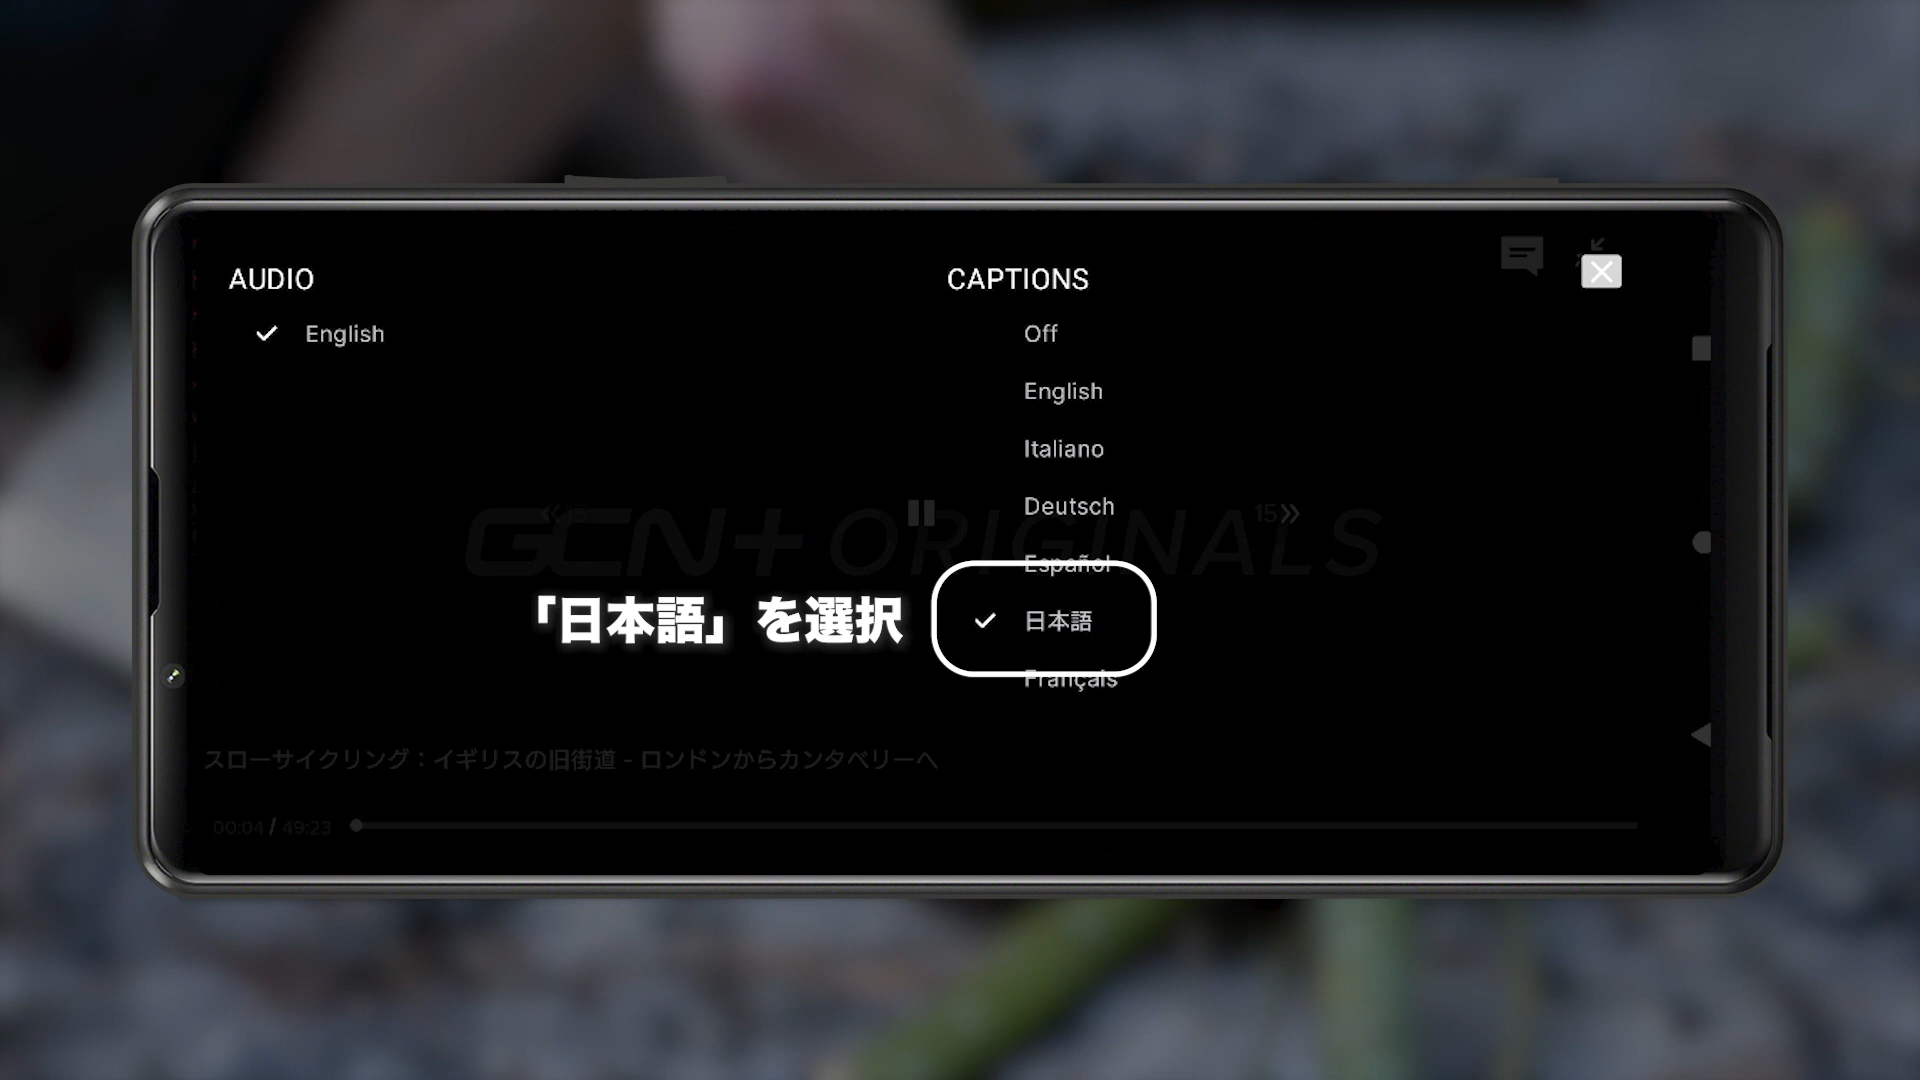 AUDIO
English
CAPTIONS
Off
English
Italiano
Deutsch
Español
日本語
Français
「日本語」を選択
GCN+ ORIGINALS
15
スローサイクリング：イギリスの旧街道 - ロンドンからカンタベリーへ
00:04 / 49:23